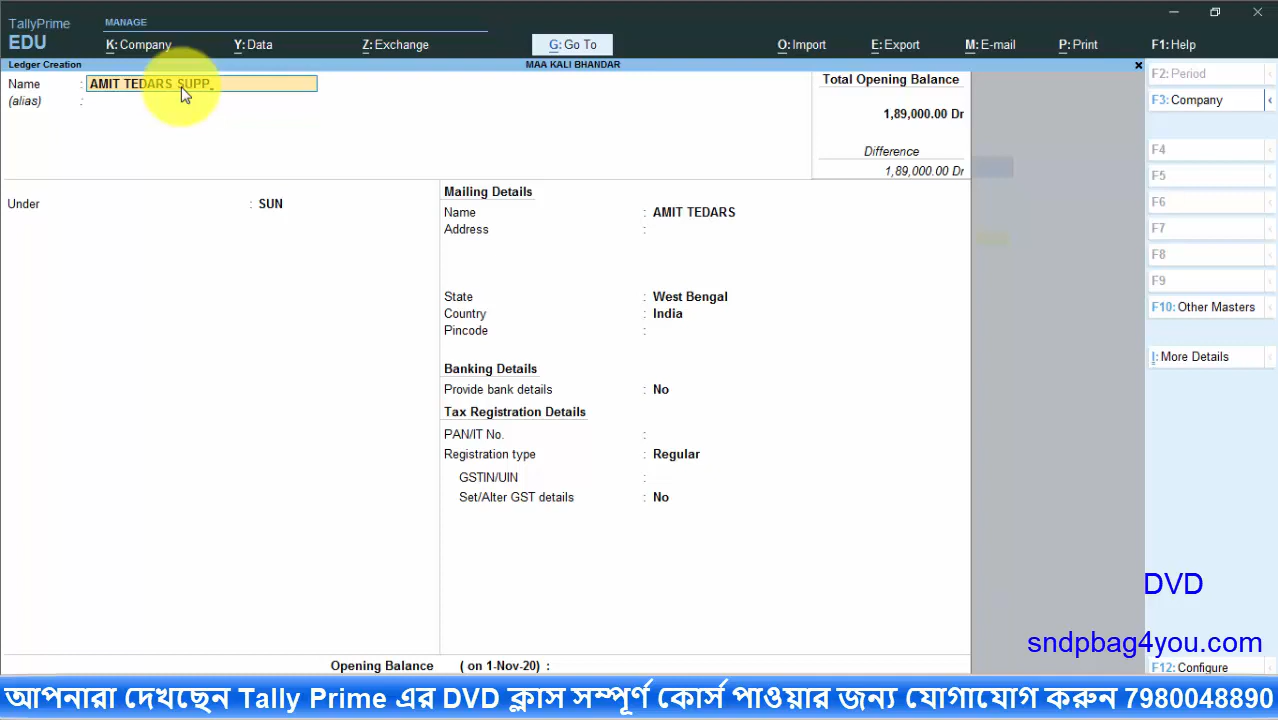 TallyPrime
EDU
MANAGE
K: Company
Y: Data
Z: Exchange
G: Go To
O: Import
E: Export
M: E-mail
P: Print
F1: Help
Ledger Creation
MAA KALI BHANDAR
Name : AMIT TEDARS SUPP
(alias) :
Total Opening Balance
1,89,000.00 Dr
Difference
1,89,000.00 Dr
Under : SUN
Mailing Details
Name : AMIT TEDARS
Address :
State : West Bengal
Country : India
Pincode :
Banking Details
Provide bank details : No
Tax Registration Details
PAN/IT No. :
Registration type : Regular
GSTIN/UIN :
Set/Alter GST details : No
Opening Balance ( on 1-Nov-20) :
F2: Period
F3: Company
F4
F5
F6
F7
F8
F9
F10: Other Masters
I: More Details
F12: Configure
DVD
sndpbag4you.com
আপনারা দেখছেন Tally Prime এর DVD ক্লাস সম্পূর্ণ কোর্স পাওয়ার জন্য যোগাযোগ করুন 7980048890